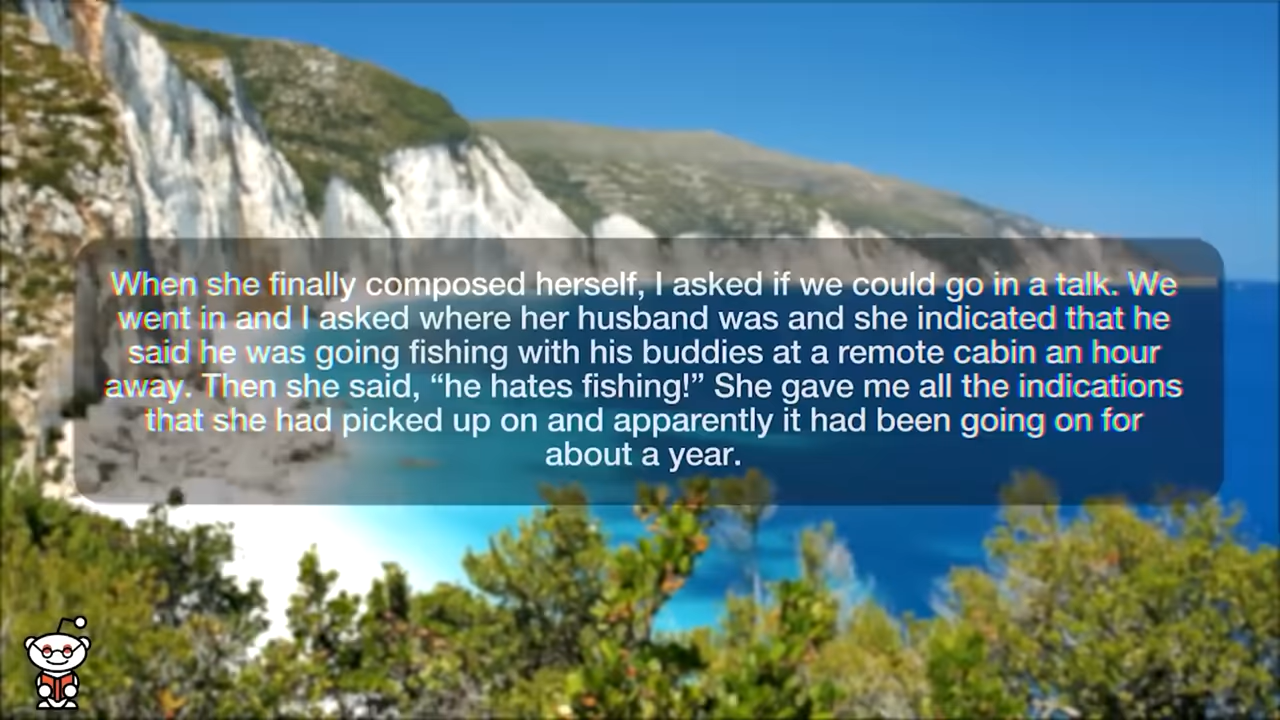 When she finally composed herself, I asked if we could go in a talk. We
went in and I asked where her husband was and she indicated that he
said he was going fishing with his buddies at a remote cabin an hour
away. Then she said, “he hates fishing!” She gave me all the indications
that she had picked up on and apparently it had been going on for
about a year.